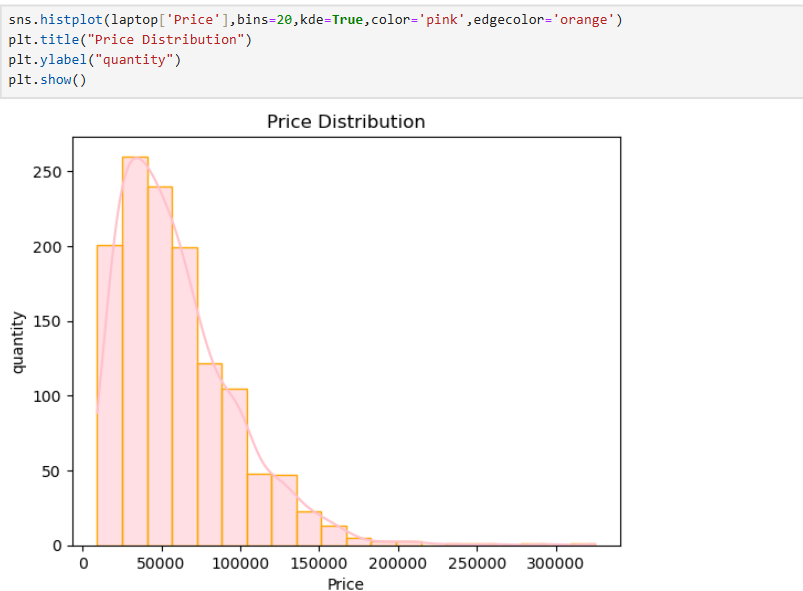 sns.histplot(laptop['Price'],bins=20,kde=True,color='pink',edgecolor='orange')
plt.title("Price Distribution")
plt.ylabel("quantity")
plt.show()
Price Distribution
250
200
150
100
50
0
quantity
0 50000 100000 150000 200000 250000 300000
Price